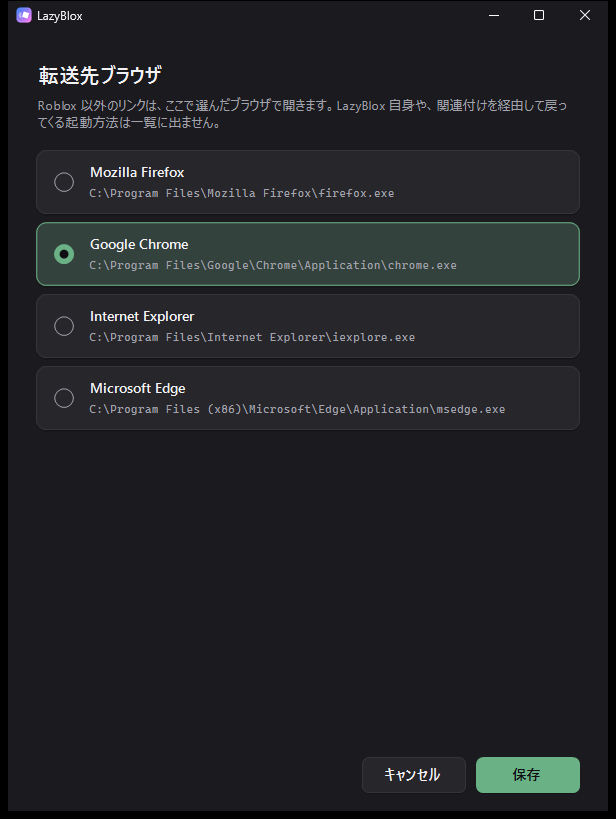 LazyBlox
転送先ブラウザ
Roblox 以外のリンクは、ここで選んだブラウザで開きます。LazyBlox 自身や、関連付けを経由して戻っ
てくる起動方法は一覧に出ません。
Mozilla Firefox
C:\Program Files\Mozilla Firefox\firefox.exe
Google Chrome
C:\Program Files\Google\Chrome\Application\chrome.exe
Internet Explorer
C:\Program Files\Internet Explorer\iexplore.exe
Microsoft Edge
C:\Program Files (x86)\Microsoft\Edge\Application\msedge.exe
キャンセル
保存